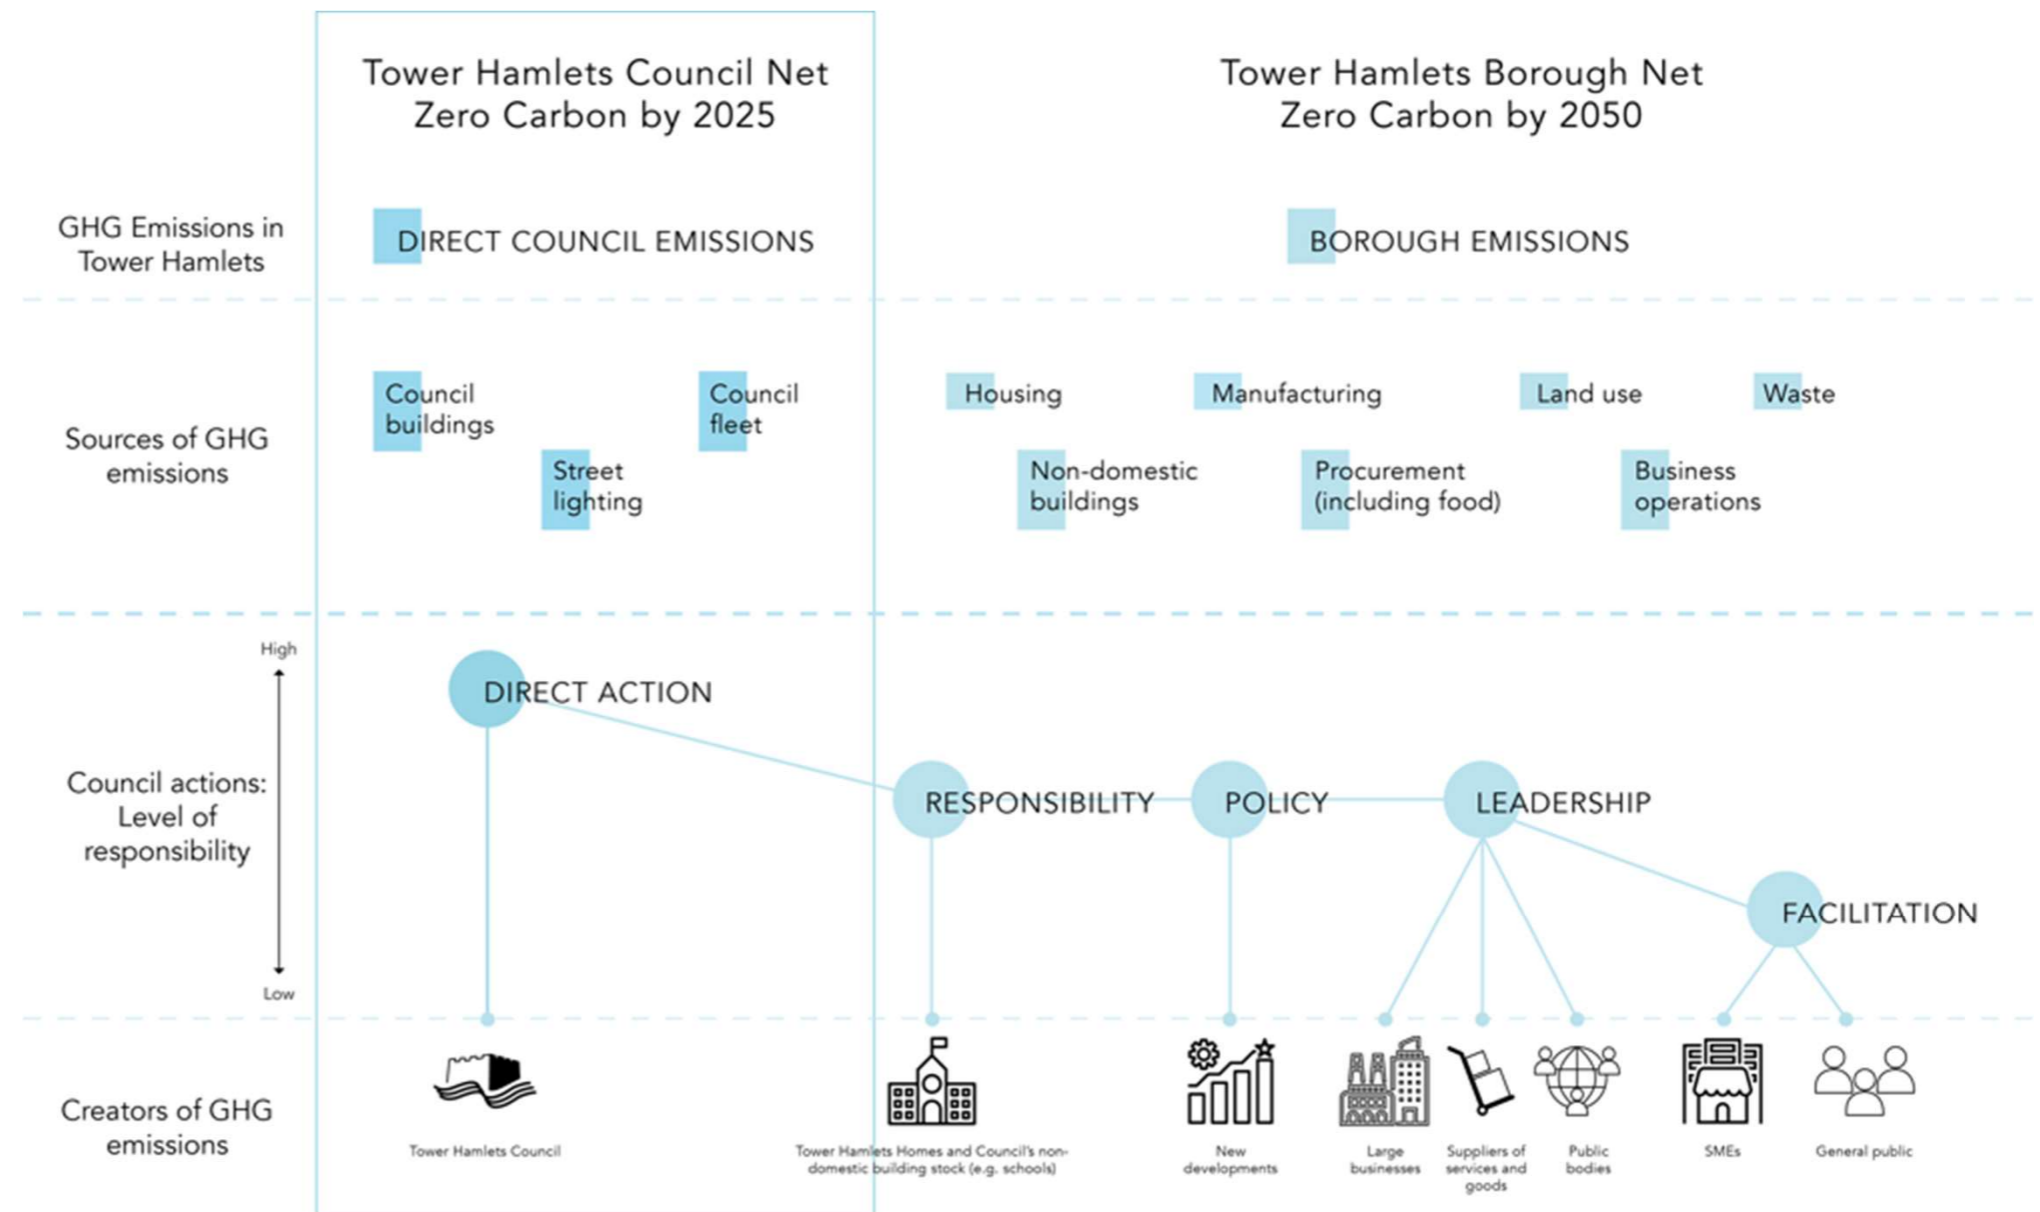 Tower Hamlets Council Net
Zero Carbon by 2025
Tower Hamlets Borough Net
Zero Carbon by 2050
GHG Emissions in
Tower Hamlets
DIRECT COUNCIL EMISSIONS
BOROUGH EMISSIONS
Sources of GHG
emissions
Council
buildings
Street
lighting
Council
fleet
Housing
Non-domestic
buildings
Manufacturing
Procurement
(including food)
Land use
Business
operations
Waste
High
Council actions:
Level of
responsibility
Low
DIRECT ACTION
RESPONSIBILITY
POLICY
LEADERSHIP
FACILITATION
Creators of GHG
emissions
Tower Hamlets Council
Tower Hamlets Homes and Council's non-
domestic building stock (e.g. schools)
New
developments
Large
businesses
Suppliers of
services and
goods
Public
bodies
SMEs
General public